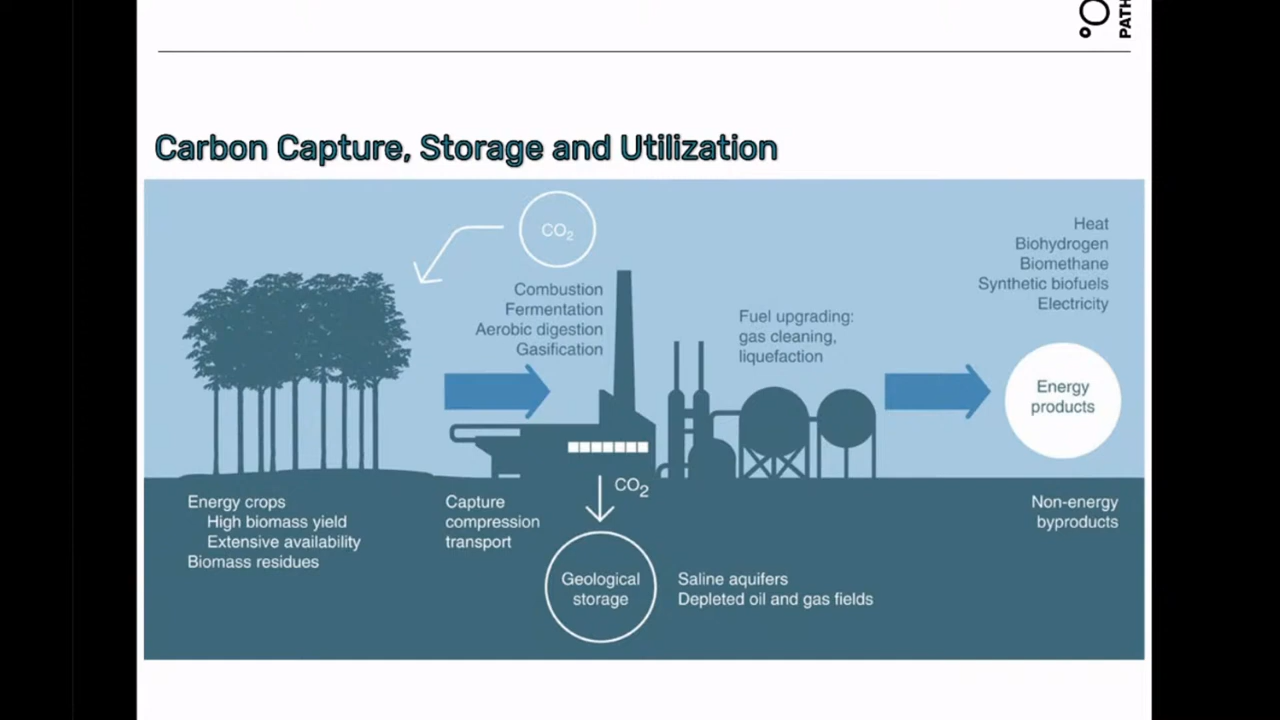 PATH
Carbon Capture, Storage and Utilization
CO₂
Combustion
Fermentation
Aerobic digestion
Gasification
Fuel upgrading:
gas cleaning,
liquefaction
Heat
Biohydrogen
Biomethane
Synthetic biofuels
Electricity
Energy
products
Energy crops
High biomass yield
Extensive availability
Biomass residues
Capture
compression
transport
CO₂
Geological
storage
Saline aquifers
Depleted oil and gas fields
Non-energy
byproducts